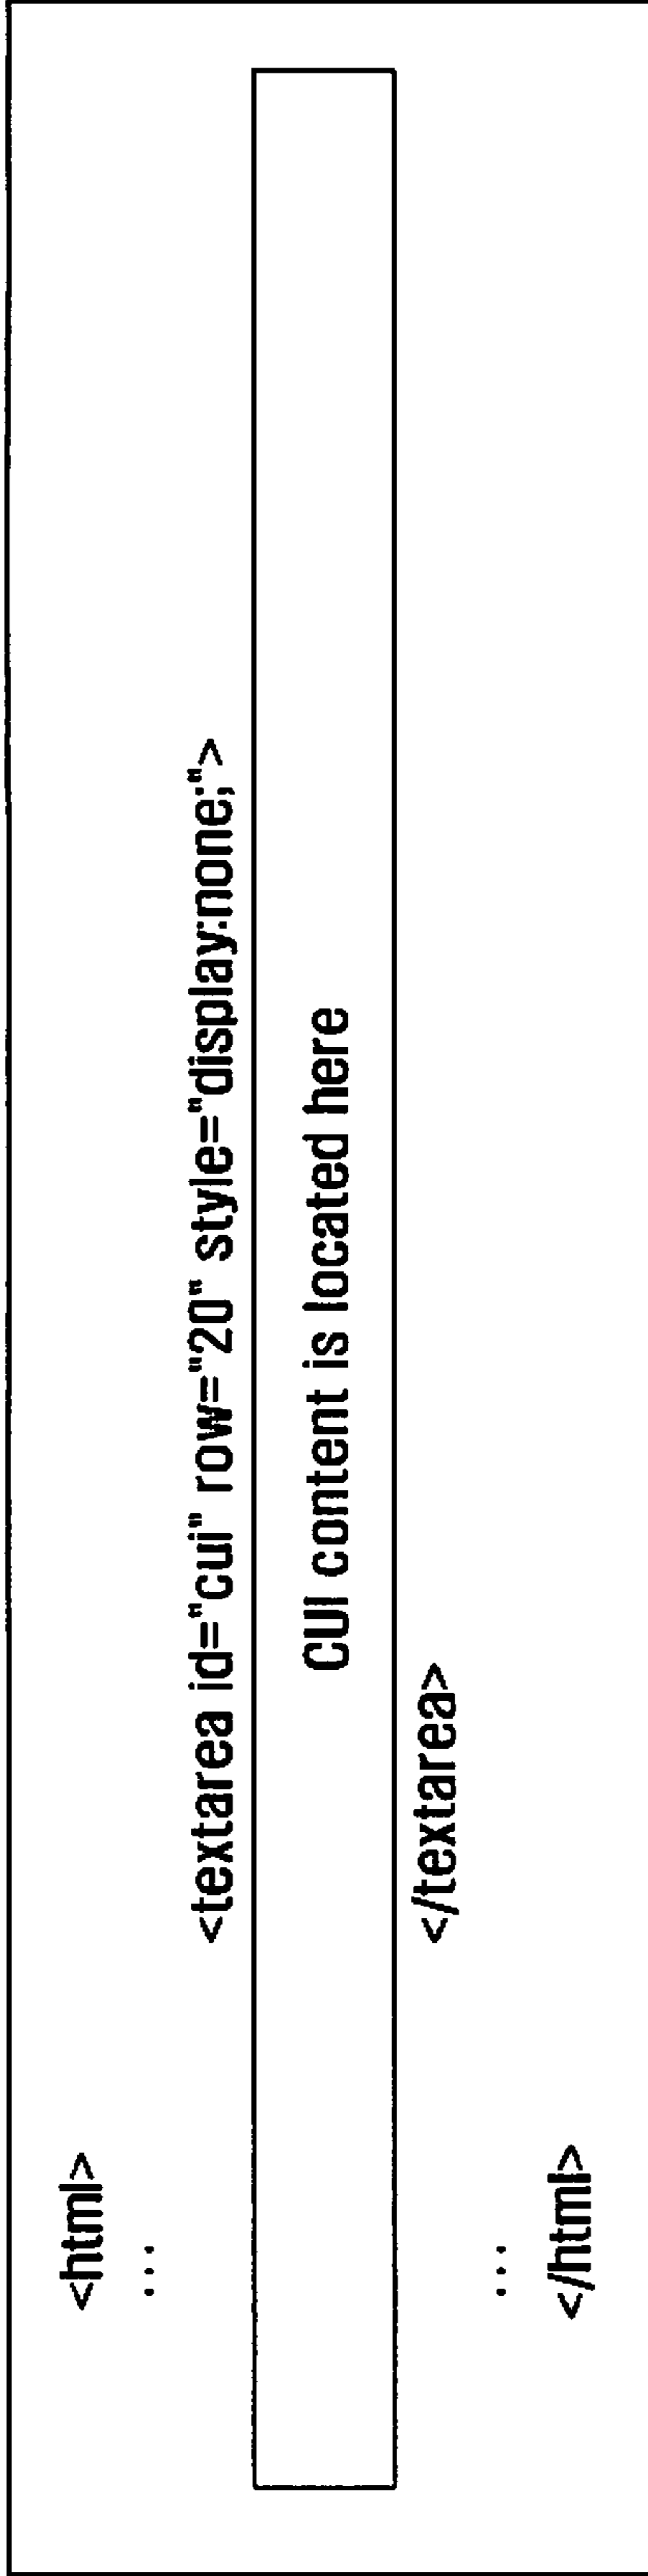 <html>
...
<textarea id="cui" row="20" style="display:none;">
CUI content is located here
</textarea>
...
</html>